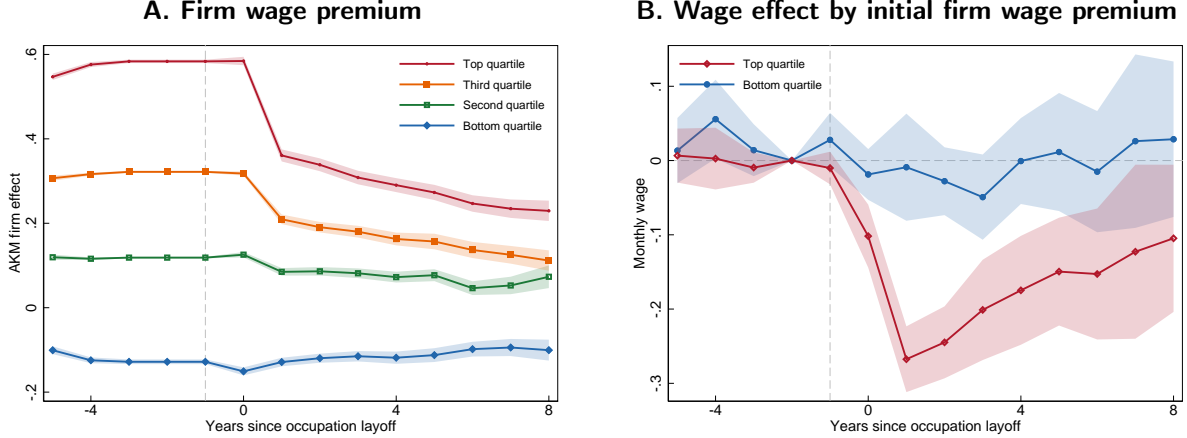 A. Firm wage premium
.6
.4
.2
0
-.2
AKM firm effect
-4
0
4
8
Years since occupation layoff
Top quartile
Third quartile
Second quartile
Bottom quartile
B. Wage effect by initial firm wage premium
.1
0
-.1
-.2
-.3
Monthly wage
-4
0
4
8
Years since occupation layoff
Top quartile
Bottom quartile